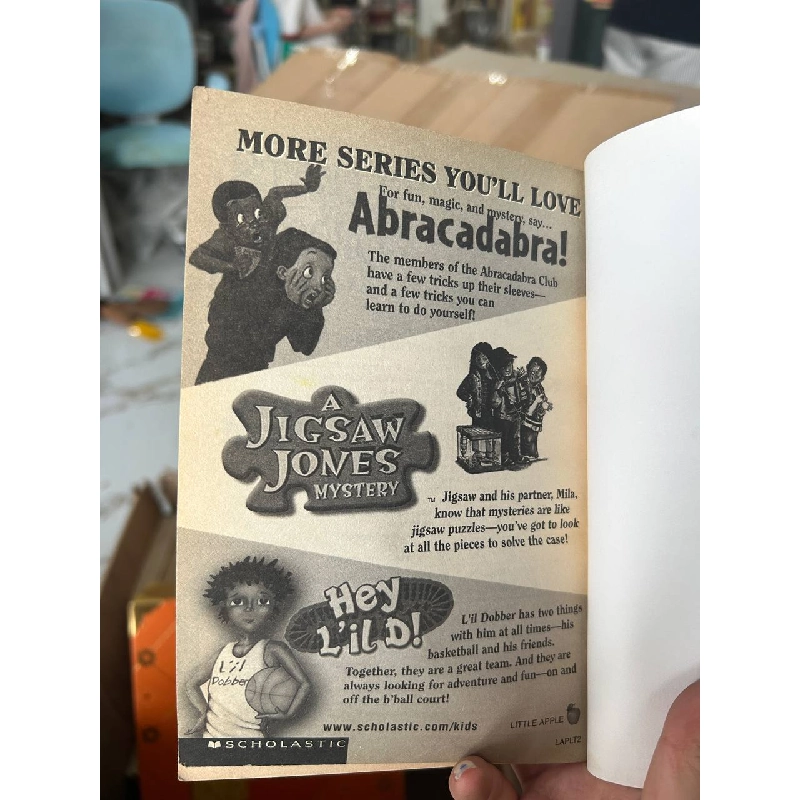 MORE SERIES YOU'LL LOVE
For fun, magic, and mystery, say...
Abracadabra!
The members of the Abracadabra Club
have a few tricks up their sleeves—
and a few tricks you can
learn to do yourself!
A
JIGSAW
JONES
MYSTERY
™ Jigsaw and his partner, Mila,
know that mysteries are like
jigsaw puzzles—you've got to look
at all the pieces to solve the case!
Hey
L'il D!
L'il
Dobber
L'il Dobber has two things
with him at all times—his
basketball and his friends.
Together, they are a great team. And they are
always looking for adventure and fun—on and
off the b'ball court!
www.scholastic.com/kids
LITTLE APPLE
SCHOLASTIC
LAPLT2